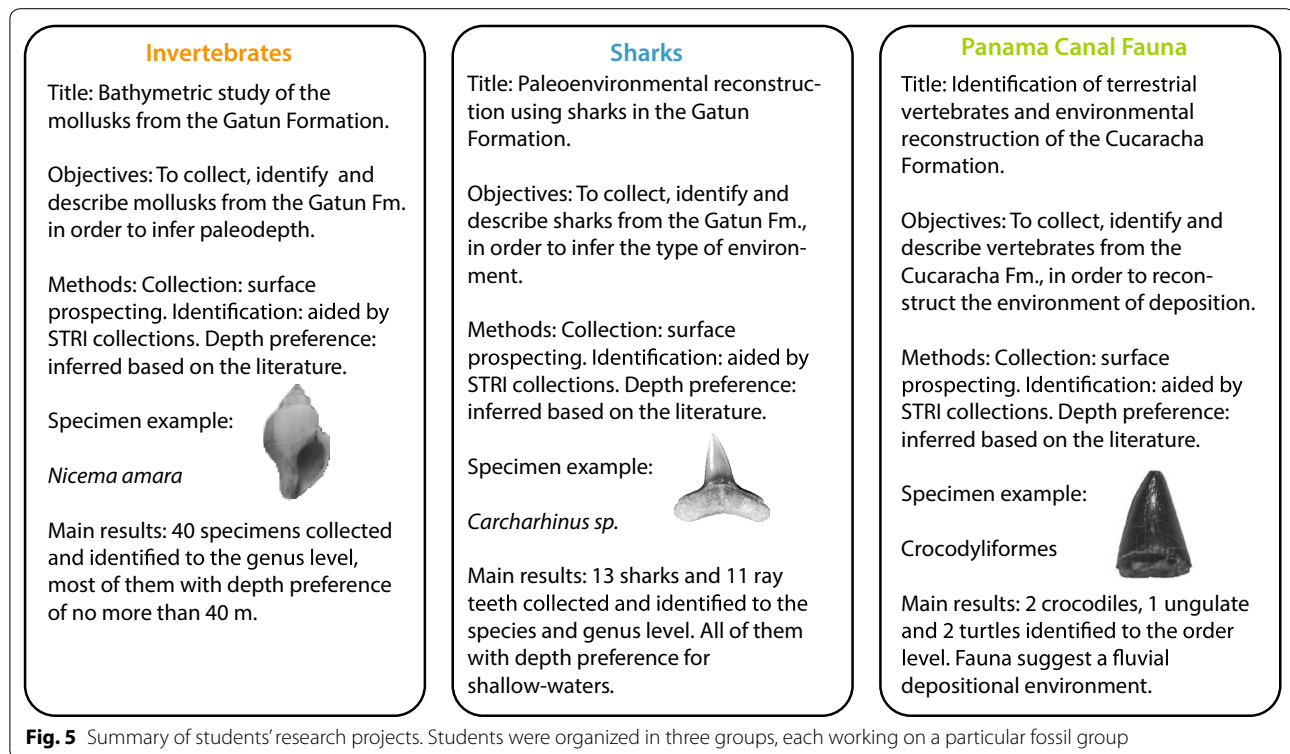 Invertebrates
Title: Bathymetric study of the
mollusks from the Gatun Formation.
Objectives: To collect, identify and
describe mollusks from the Gatun Fm.
in order to infer paleodepth.
Methods: Collection: surface
prospecting. Identification: aided by
STRI collections. Depth preference:
inferred based on the literature.
Specimen example:
Nicema amara
Main results: 40 specimens collected
and identified to the genus level,
most of them with depth preference
of no more than 40 m.
Sharks
Title: Paleoenvironmental reconstruc-
tion using sharks in the Gatun
Formation.
Objectives: To collect, identify and
describe sharks from the Gatun Fm.,
in order to infer the type of environ-
ment.
Methods: Collection: surface
prospecting. Identification: aided by
STRI collections. Depth preference:
inferred based on the literature.
Specimen example:
Carcharhinus sp.
Main results: 13 sharks and 11 ray
teeth collected and identified to the
species and genus level. All of them
with depth preference for
shallow-waters.
Panama Canal Fauna
Title: Identification of terrestrial
vertebrates and environmental
reconstruction of the Cucaracha
Formation.
Objectives: To collect, identify and
describe vertebrates from the
Cucaracha Fm., in order to recon-
struct the environment of deposition.
Methods: Collection: surface
prospecting. Identification: aided by
STRI collections. Depth preference:
inferred based on the literature.
Specimen example:
Crocodyliformes
Main results: 2 crocodiles, 1 ungulate
and 2 turtles identified to the order
level. Fauna suggest a fluvial
depositional environment.
Fig. 5 Summary of students' research projects. Students were organized in three groups, each working on a particular fossil group